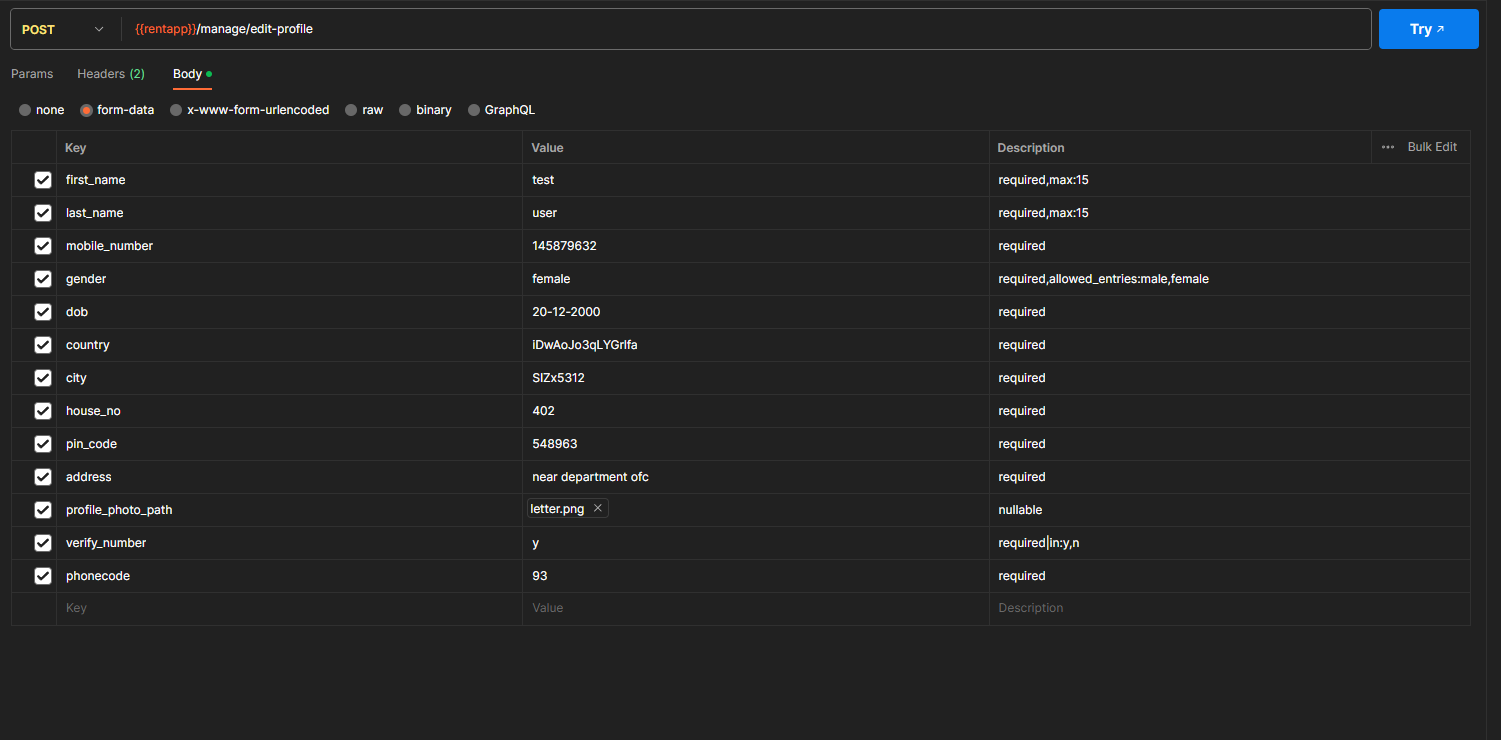 POST {{rentapp}}/manage/edit-profile Try ↗
Params Headers (2) Body
none form-data x-www-form-urlencoded raw binary GraphQL
Key Value Description ••• Bulk Edit
first_name test required,max:15
last_name user required,max:15
mobile_number 145879632 required
gender female required,allowed_entries:male,female
dob 20-12-2000 required
country iDwAoJo3qLYGrlfa required
city SIZx5312 required
house_no 402 required
pin_code 548963 required
address near department ofc required
profile_photo_path letter.png × nullable
verify_number y required|in:y,n
phonecode 93 required
Key Value Description